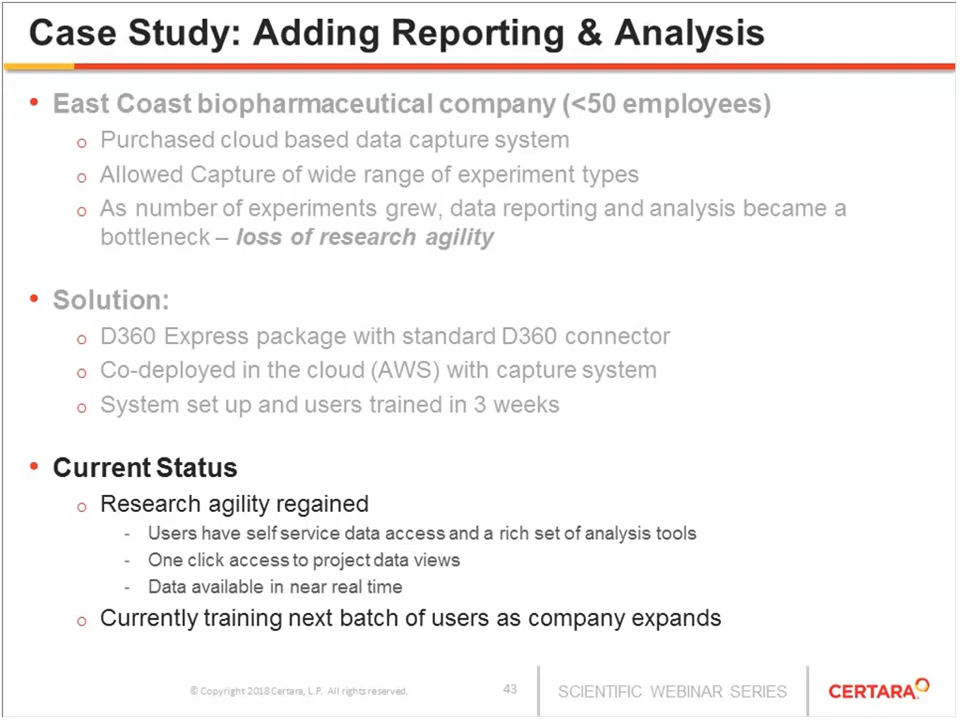 Case Study: Adding Reporting & Analysis
• East Coast biopharmaceutical company (<50 employees)
o Purchased cloud based data capture system
o Allowed Capture of wide range of experiment types
o As number of experiments grew, data reporting and analysis became a
bottleneck – loss of research agility
• Solution:
o D360 Express package with standard D360 connector
o Co-deployed in the cloud (AWS) with capture system
o System set up and users trained in 3 weeks
• Current Status
o Research agility regained
- Users have self service data access and a rich set of analysis tools
- One click access to project data views
- Data available in near real time
o Currently training next batch of users as company expands
© Copyright 2018 Certara, L.P. All rights reserved.
43
SCIENTIFIC WEBINAR SERIES
CERTARA